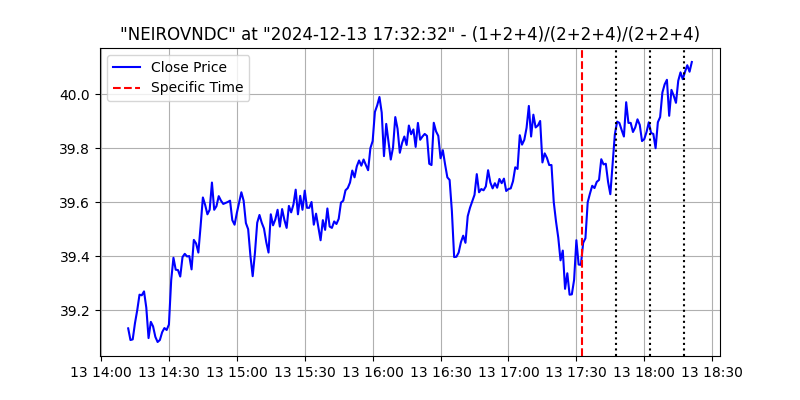 "NEIROVNDC" at "2024-12-13 17:32:32" - (1+2+4)/(2+2+4)/(2+2+4)
Close Price
Specific Time
40.0
39.8
39.6
39.4
39.2
13 14:00 13 14:30 13 15:00 13 15:30 13 16:00 13 16:30 13 17:00 13 17:30 13 18:00 13 18:30